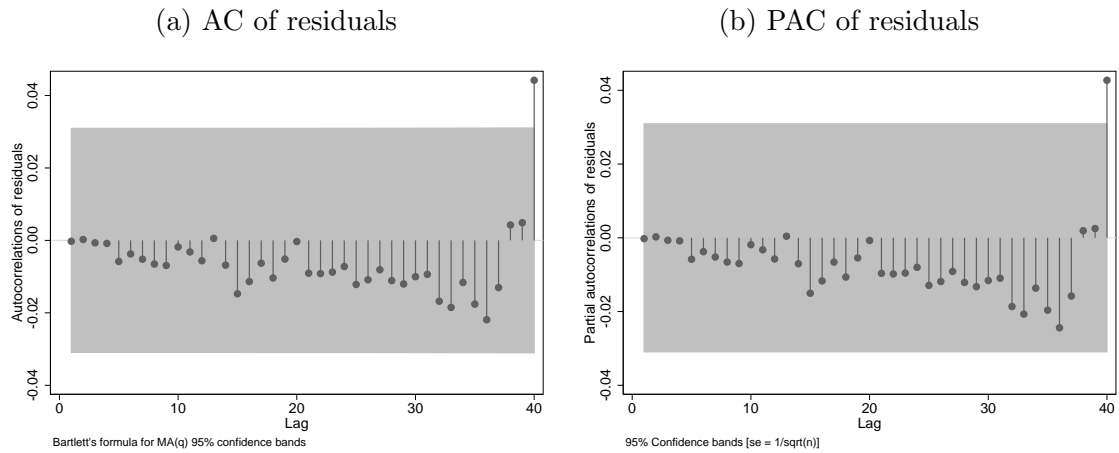 (a) AC of residuals
Autocorrelations of residuals
0.04
0.02
0.00
-0.02
-0.04
0 10 20 30 40
Lag
Bartlett's formula for MA(q) 95% confidence bands
(b) PAC of residuals
Partial autocorrelations of residuals
0.04
0.02
0.00
-0.02
-0.04
0 10 20 30 40
Lag
95% Confidence bands [se = 1/sqrt(n)]